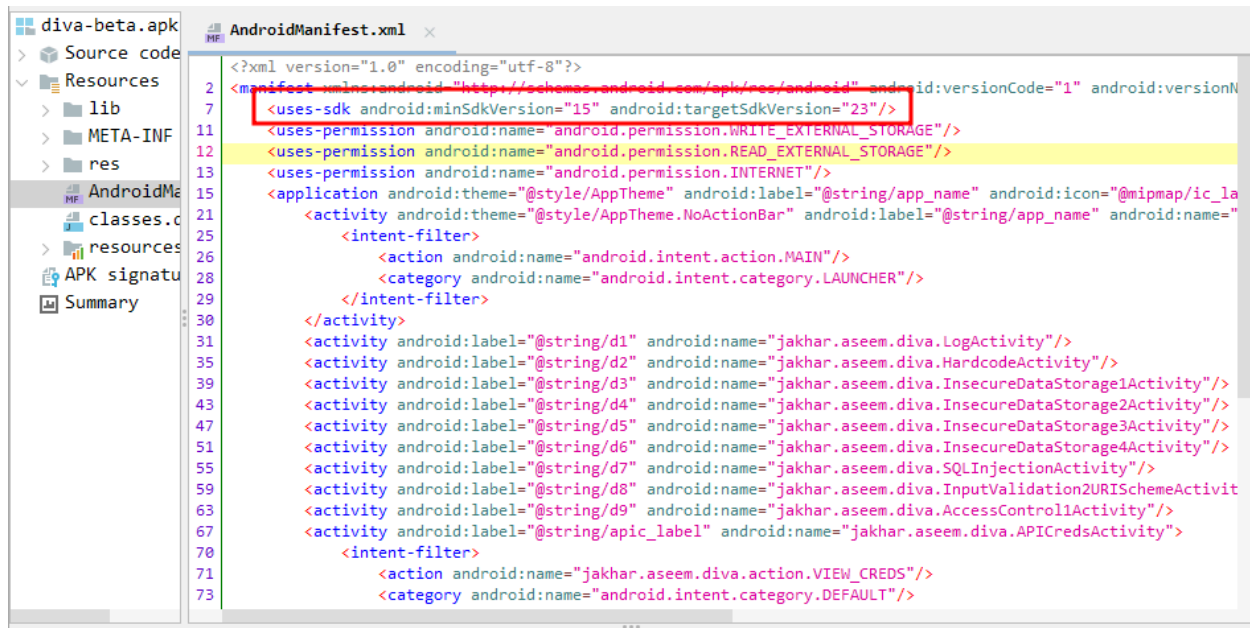 diva-beta.apk
Source code
Resources
lib
META-INF
res
AndroidMa
classes.c
resources
APK signatu
Summary
MF AndroidManifest.xml
<?xml version="1.0" encoding="utf-8"?>
2 <manifest xmlns:android="http://schemas.android.com/apk/res/android" android:versionCode="1" android:versionN
7 <uses-sdk android:minSdkVersion="15" android:targetSdkVersion="23"/>
11 <uses-permission android:name="android.permission.WRITE_EXTERNAL_STORAGE"/>
12 <uses-permission android:name="android.permission.READ_EXTERNAL_STORAGE"/>
13 <uses-permission android:name="android.permission.INTERNET"/>
15 <application android:theme="@style/AppTheme" android:label="@string/app_name" android:icon="@mipmap/ic_la
21 <activity android:theme="@style/AppTheme.NoActionBar" android:label="@string/app_name" android:name="
25 <intent-filter>
26 <action android:name="android.intent.action.MAIN"/>
28 <category android:name="android.intent.category.LAUNCHER"/>
29 </intent-filter>
30 </activity>
31 <activity android:label="@string/d1" android:name="jakhar.aseem.diva.LogActivity"/>
35 <activity android:label="@string/d2" android:name="jakhar.aseem.diva.HardcodeActivity"/>
39 <activity android:label="@string/d3" android:name="jakhar.aseem.diva.InsecureDataStorage1Activity"/>
43 <activity android:label="@string/d4" android:name="jakhar.aseem.diva.InsecureDataStorage2Activity"/>
47 <activity android:label="@string/d5" android:name="jakhar.aseem.diva.InsecureDataStorage3Activity"/>
51 <activity android:label="@string/d6" android:name="jakhar.aseem.diva.InsecureDataStorage4Activity"/>
55 <activity android:label="@string/d7" android:name="jakhar.aseem.diva.SQLInjectionActivity"/>
59 <activity android:label="@string/d8" android:name="jakhar.aseem.diva.InputValidation2URISchemeActivit
63 <activity android:label="@string/d9" android:name="jakhar.aseem.diva.AccessControl1Activity"/>
67 <activity android:label="@string/apic_label" android:name="jakhar.aseem.diva.APICredsActivity">
70 <intent-filter>
71 <action android:name="jakhar.aseem.diva.action.VIEW_CREDS"/>
73 <category android:name="android.intent.category.DEFAULT"/>